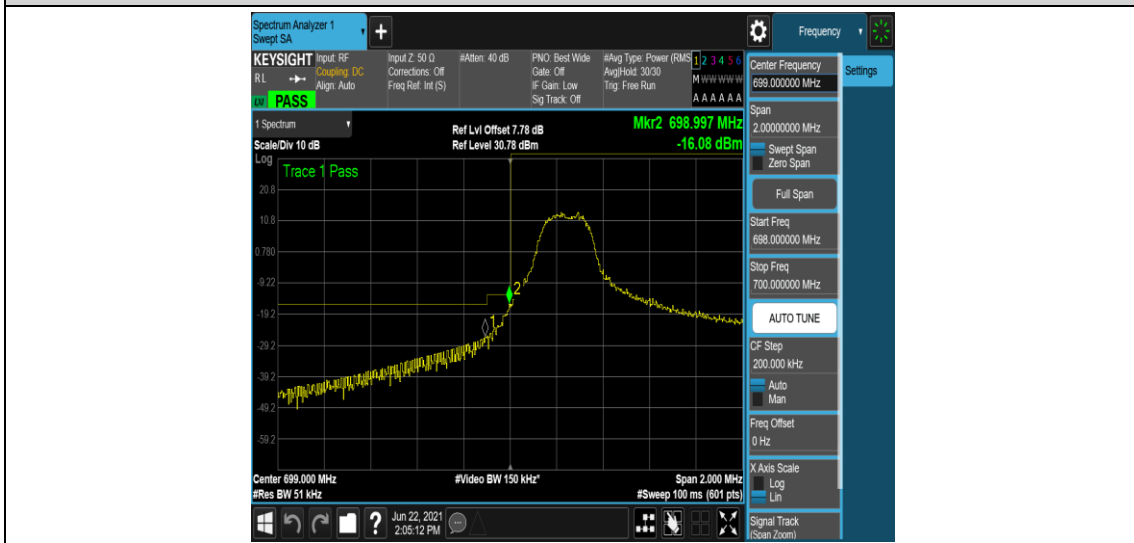 Spectrum Analyzer 1
Swept SA
+
Frequency
KEYSIGHT
Input: RF
Input Z: 50 Ω
#Atten: 40 dB
PNO: Best Wide
#Avg Type: Power (RMS
1 2 3 4 5 6
RL
Coupling: DC
Corrections: Off
Gate: Off
Avg|Hold: 30/30
M W W W W W
Align: Auto
Freq Ref: Int (S)
IF Gain: Low
Trig: Free Run
Sig Track: Off
A A A A A A
PASS
1 Spectrum
Ref Lvl Offset 7.78 dB
Mkr2 698.997 MHz
Scale/Div 10 dB
Ref Level 30.78 dBm
-16.08 dBm
Log
Trace 1 Pass
20.8
10.8
0.780
-9.22
-19.2
-29.2
-39.2
-49.2
-59.2
2
1
Center 699.000 MHz
#Video BW 150 kHz*
Span 2.000 MHz
#Res BW 51 kHz
#Sweep 100 ms (601 pts)
?
Jun 22, 2021
2:05:12 PM
Center Frequency
699.000000 MHz
Settings
Span
2.00000000 MHz
Swept Span
Zero Span
Full Span
Start Freq
698.000000 MHz
Stop Freq
700.000000 MHz
AUTO TUNE
CF Step
200.000 kHz
Auto
Man
Freq Offset
0 Hz
X Axis Scale
Log
Lin
Signal Track
(Span Zoom)